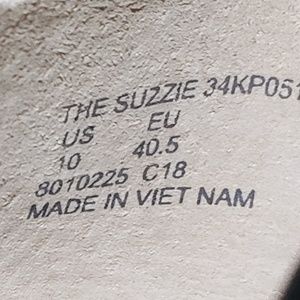 THE SUZZIE 34KP051
US EU
10 40.5
8010225 C18
MADE IN VIET NAM